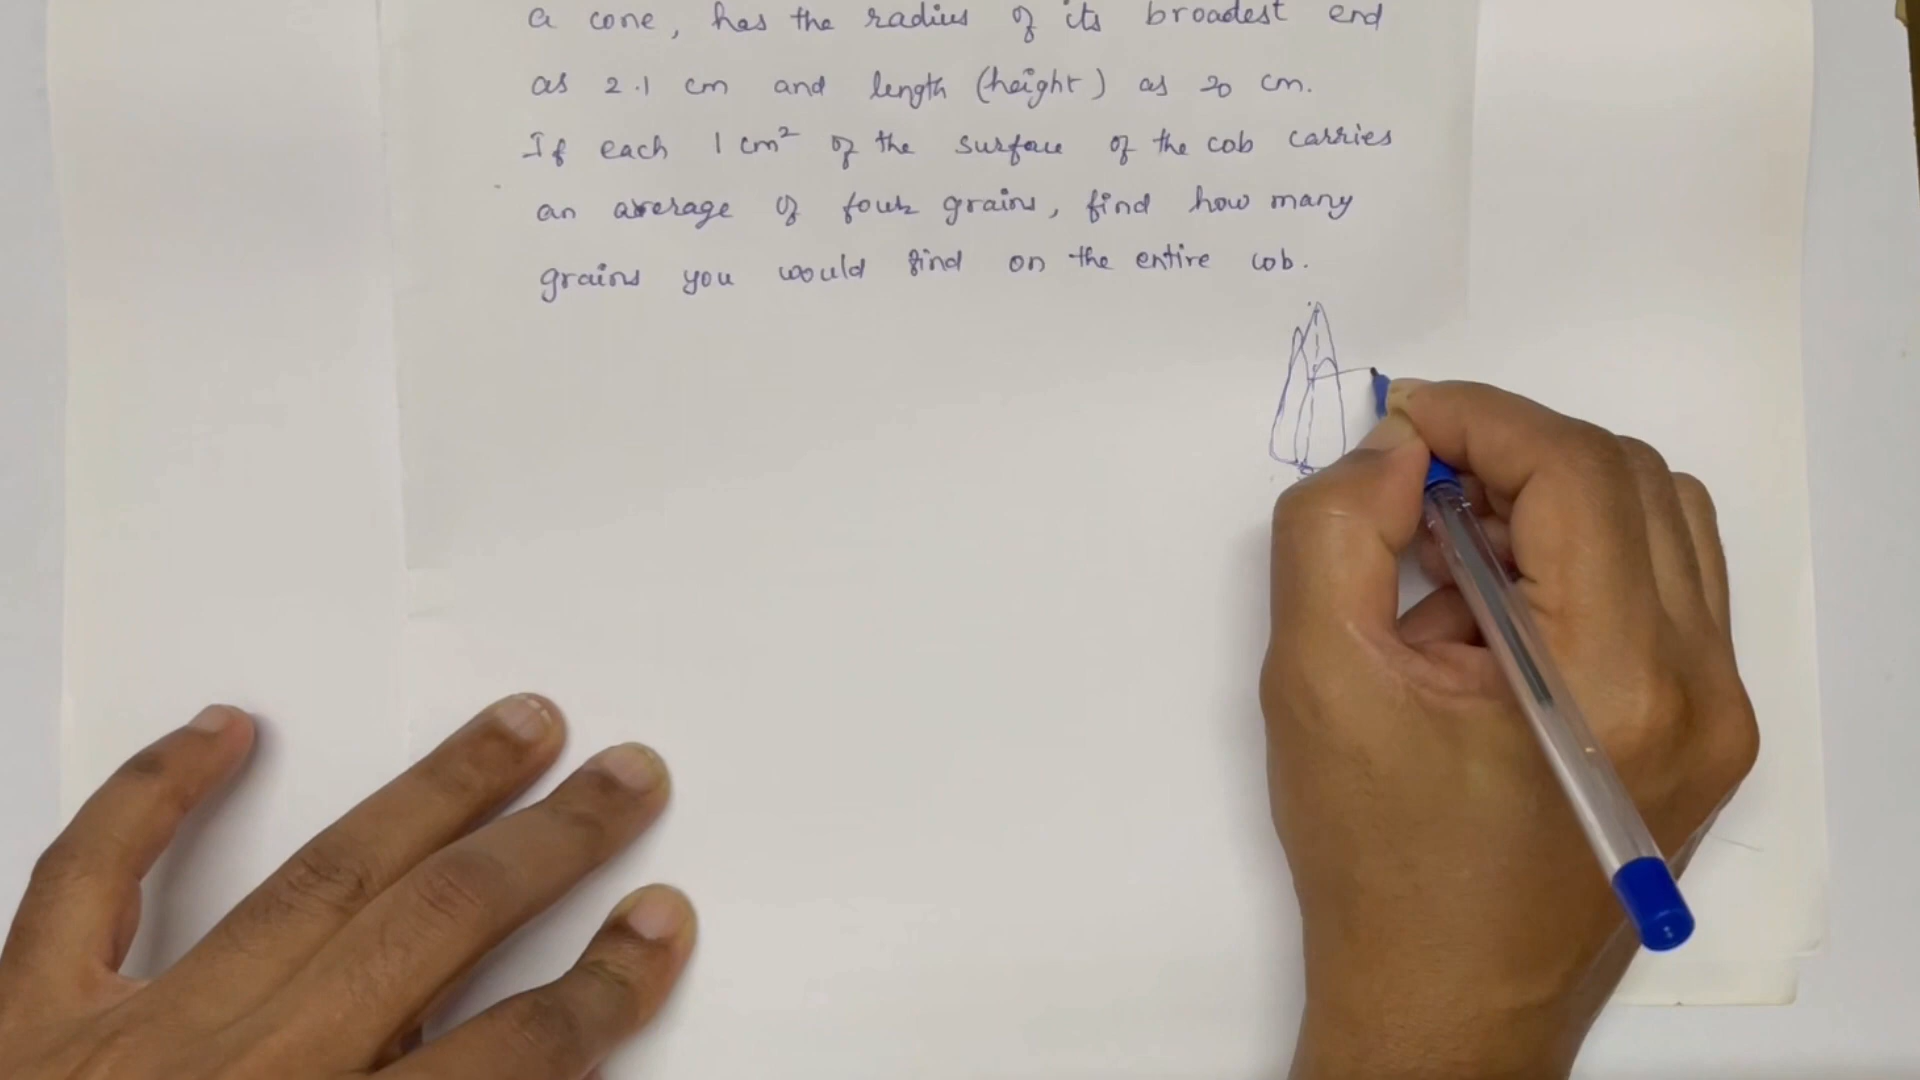 a cone, has the radius of its broadest end
as 2.1 cm and length (height) as 20 cm.
If each 1 cm² of the surface of the cob carries
an average of four grains, find how many
grains you would find on the entire cob.